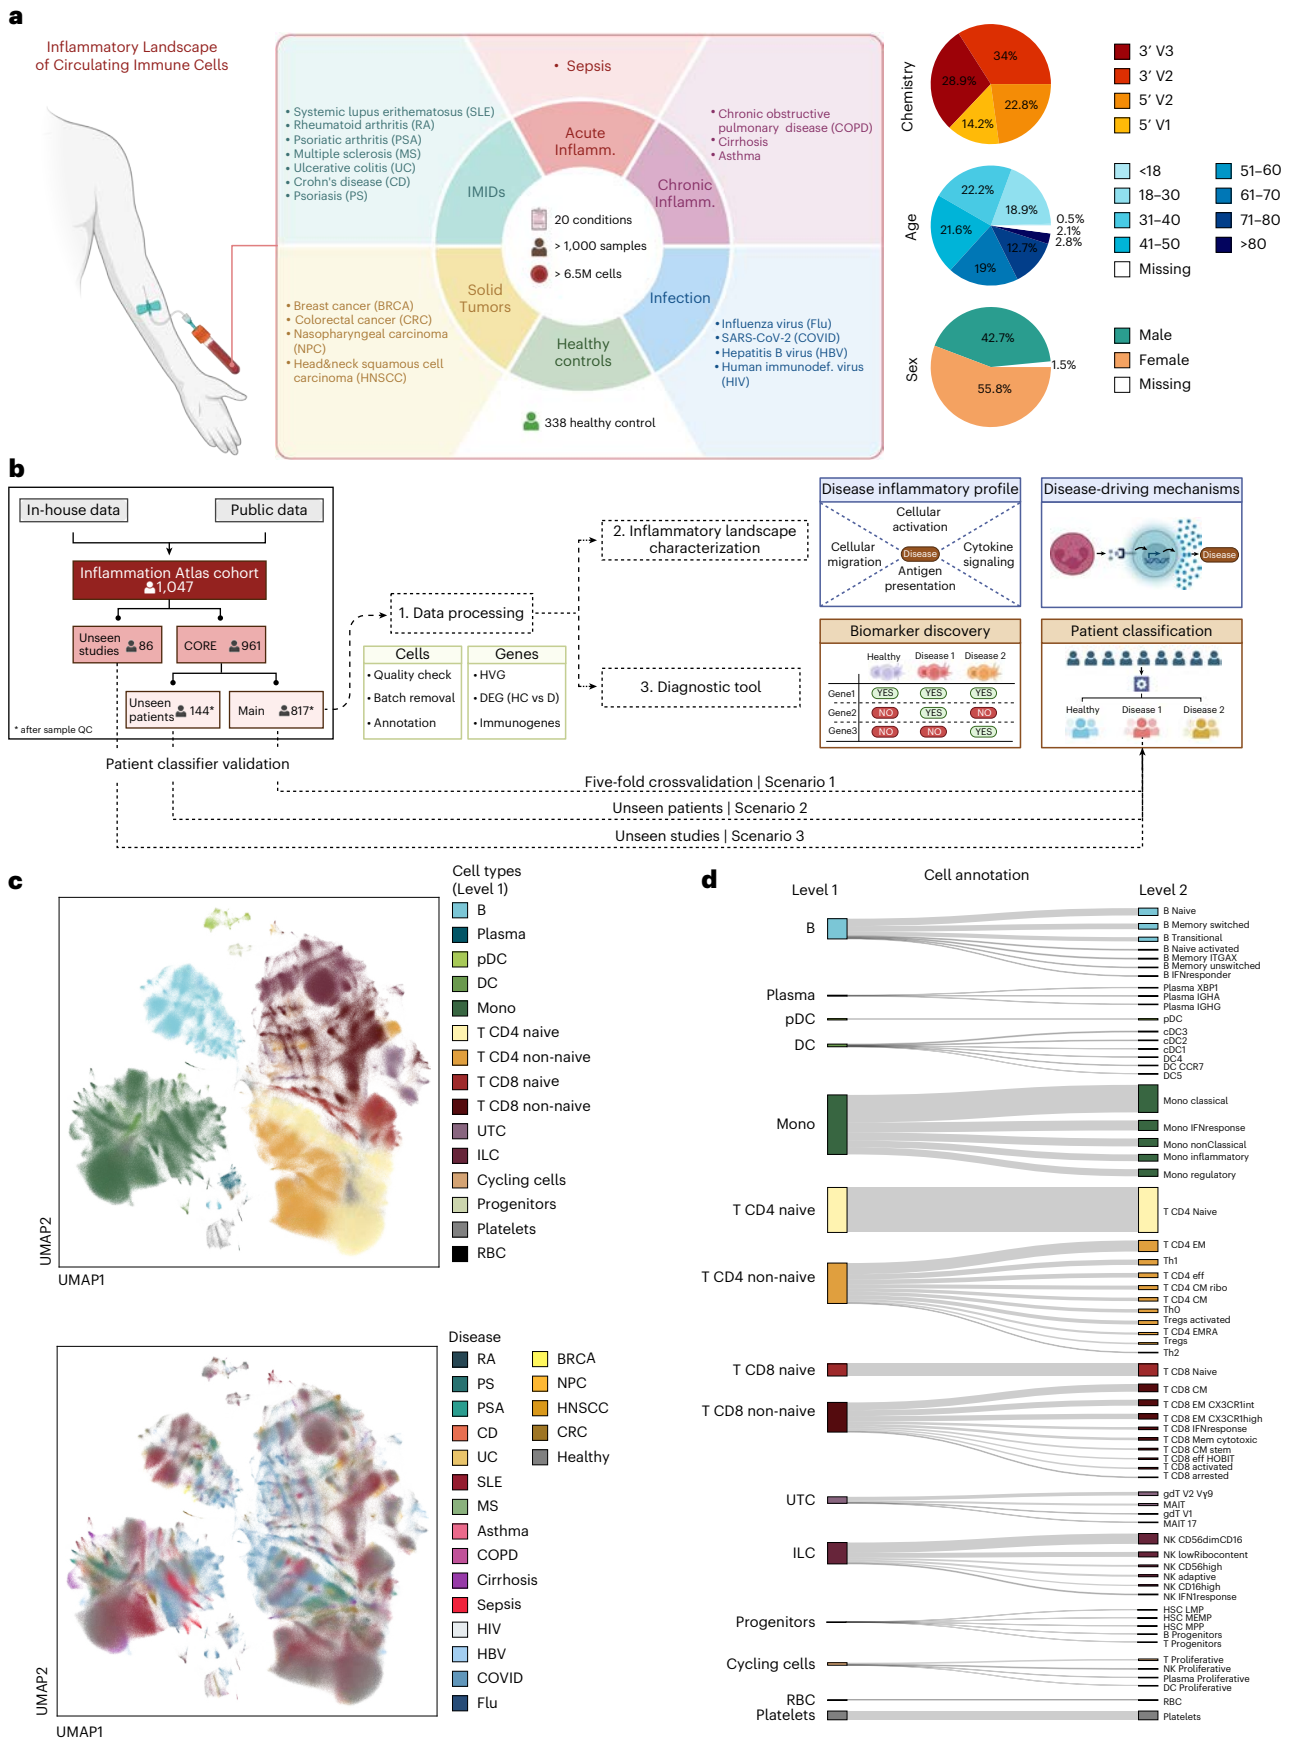 a
Inflammatory Landscape
of Circulating Immune Cells
• Sepsis
• Systemic lupus erithematosus (SLE)
• Rheumatoid arthritis (RA)
• Psoriatic arthritis (PSA)
• Multiple sclerosis (MS)
• Ulcerative colitis (UC)
• Crohn's disease (CD)
• Psoriasis (PS)
• Chronic obstructive
pulmonary disease (COPD)
• Cirrhosis
• Asthma
Acute
Inflamm.
IMIDs
Chronic
Inflamm.
20 conditions
> 1,000 samples
> 6.5M cells
Solid
Tumors
Infection
Healthy
controls
• Breast cancer (BRCA)
• Colorectal cancer (CRC)
• Nasopharyngeal carcinoma
(NPC)
• Head&neck squamous cell
carcinoma (HNSCC)
• Influenza virus (Flu)
• SARS-CoV-2 (COVID)
• Hepatitis B virus (HBV)
• Human immunodef. virus
(HIV)
338 healthy control
Chemistry
34%
28.9%
22.8%
14.2%
3′ V3
3′ V2
5′ V2
5′ V1
Age
22.2%
18.9%
0.5%
2.1%
2.8%
21.6%
12.7%
19%
<18
18–30
31–40
41–50
Missing
51–60
61–70
71–80
>80
Sex
42.7%
1.5%
55.8%
Male
Female
Missing
b
In-house data
Public data
Inflammation Atlas cohort
1,047
Unseen
studies
86
CORE
961
Unseen
patients
144*
Main
817*
* after sample QC
Patient classifier validation
1. Data processing
Cells
• Quality check
• Batch removal
• Annotation
Genes
• HVG
• DEG (HC vs D)
• Immunogenes
2. Inflammatory landscape
characterization
3. Diagnostic tool
Disease inflammatory profile
Cellular
activation
Cellular
migration
Disease
Cytokine
signaling
Antigen
presentation
Disease-driving mechanisms
Disease
Biomarker discovery
Healthy Disease 1 Disease 2
Gene1 YES YES YES
Gene2 NO YES NO
Gene3 NO NO YES
Patient classification
Healthy Disease 1 Disease 2
Five-fold crossvalidation | Scenario 1
Unseen patients | Scenario 2
Unseen studies | Scenario 3
c
Cell types
(Level 1)
B
Plasma
pDC
DC
Mono
T CD4 naive
T CD4 non-naive
T CD8 naive
T CD8 non-naive
UTC
ILC
Cycling cells
Progenitors
Platelets
RBC
UMAP2
UMAP1
Disease
RA
PS
PSA
CD
UC
SLE
MS
Asthma
COPD
Cirrhosis
Sepsis
HIV
HBV
COVID
Flu
BRCA
NPC
HNSCC
CRC
Healthy
UMAP2
UMAP1
d
Cell annotation
Level 1
Level 2
B
Plasma
pDC
DC
Mono
T CD4 naive
T CD4 non-naive
T CD8 naive
T CD8 non-naive
UTC
ILC
Progenitors
Cycling cells
RBC
Platelets
B Naive
B Memory switched
B Transitional
B Naive activated
B Memory ITGAX
B Memory unswitched
B IFNresponder
Plasma XBP1
Plasma IGHA
Plasma IGHG
pDC
cDC3
cDC2
cDC1
DC4
DC CCR7
DC5
Mono classical
Mono IFNresponse
Mono nonClassical
Mono inflammatory
Mono regulatory
T CD4 Naive
T CD4 EM
Th1
T CD4 eff
T CD4 CM ribo
T CD4 CM
Th0
Tregs activated
T CD4 EMRA
Tregs
Th2
T CD8 Naive
T CD8 CM
T CD8 EM CX3CR1int
T CD8 EM CX3CR1high
T CD8 IFNresponse
T CD8 Mem cytotoxic
T CD8 CM stem
T CD8 eff HOBIT
T CD8 activated
T CD8 arrested
gdT V2 Vγ9
MAIT
gdT V1
MAIT 17
NK CD56dimCD16
NK lowRibocontent
NK CD56high
NK adaptive
NK CD16high
NK IFN1response
HSC LMP
HSC MEMP
HSC MPP
B Progenitors
T Progenitors
T Proliferative
NK Proliferative
Plasma Proliferative
DC Proliferative
RBC
Platelets